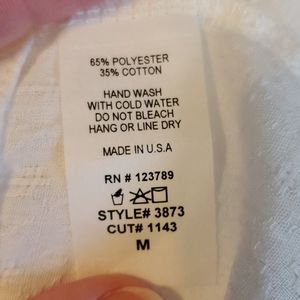 65% POLYESTER
35% COTTON
HAND WASH
WITH COLD WATER
DO NOT BLEACH
HANG OR LINE DRY
MADE IN U.S.A
RN # 123789
STYLE# 3873
CUT# 1143
M